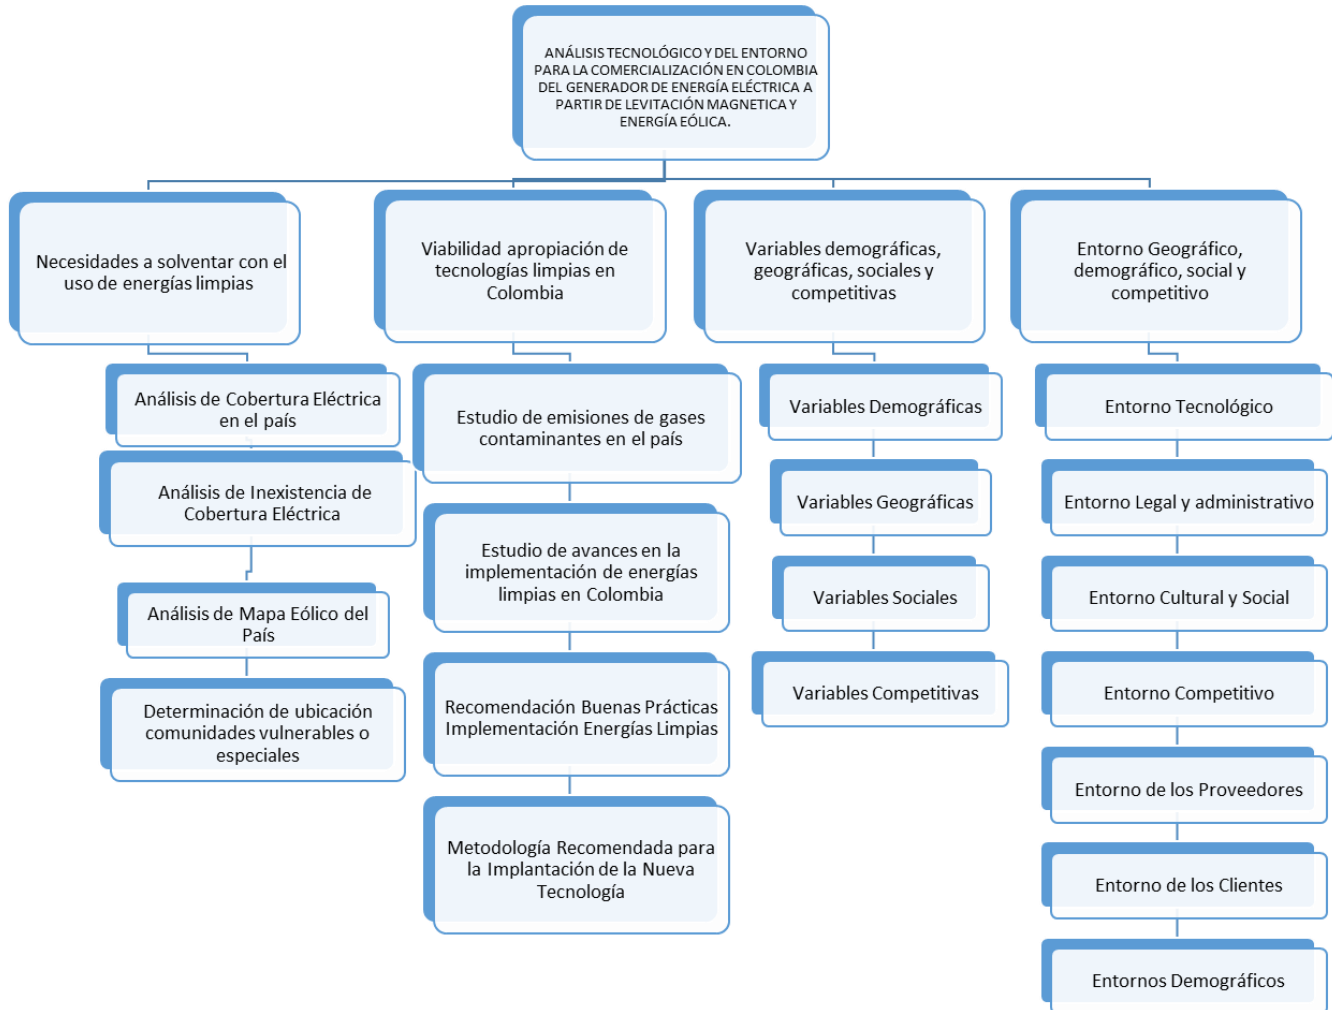 ANÁLISIS TECNOLÓGICO Y DEL ENTORNO
PARA LA COMERCIALIZACIÓN EN COLOMBIA
DEL GENERADOR DE ENERGÍA ELÉCTRICA A
PARTIR DE LEVITACIÓN MAGNETICA Y
ENERGÍA EÓLICA.
Necesidades a solventar con el
uso de energías limpias
Análisis de Cobertura Eléctrica
en el país
Análisis de Inexistencia de
Cobertura Eléctrica
Análisis de Mapa Eólico del
País
Determinación de ubicación
comunidades vulnerables o
especiales
Viabilidad apropiación de
tecnologías limpias en
Colombia
Estudio de emisiones de gases
contaminantes en el país
Estudio de avances en la
implementación de energías
limpias en Colombia
Recomendación Buenas Prácticas
Implementación Energías Limpias
Metodología Recomendada para
la Implantación de la Nueva
Tecnología
Variables demográficas,
geográficas, sociales y
competitivas
Variables Demográficas
Variables Geográficas
Variables Sociales
Variables Competitivas
Entorno Geográfico,
demográfico, social y
competitivo
Entorno Tecnológico
Entorno Legal y administrativo
Entorno Cultural y Social
Entorno Competitivo
Entorno de los Proveedores
Entorno de los Clientes
Entornos Demográficos